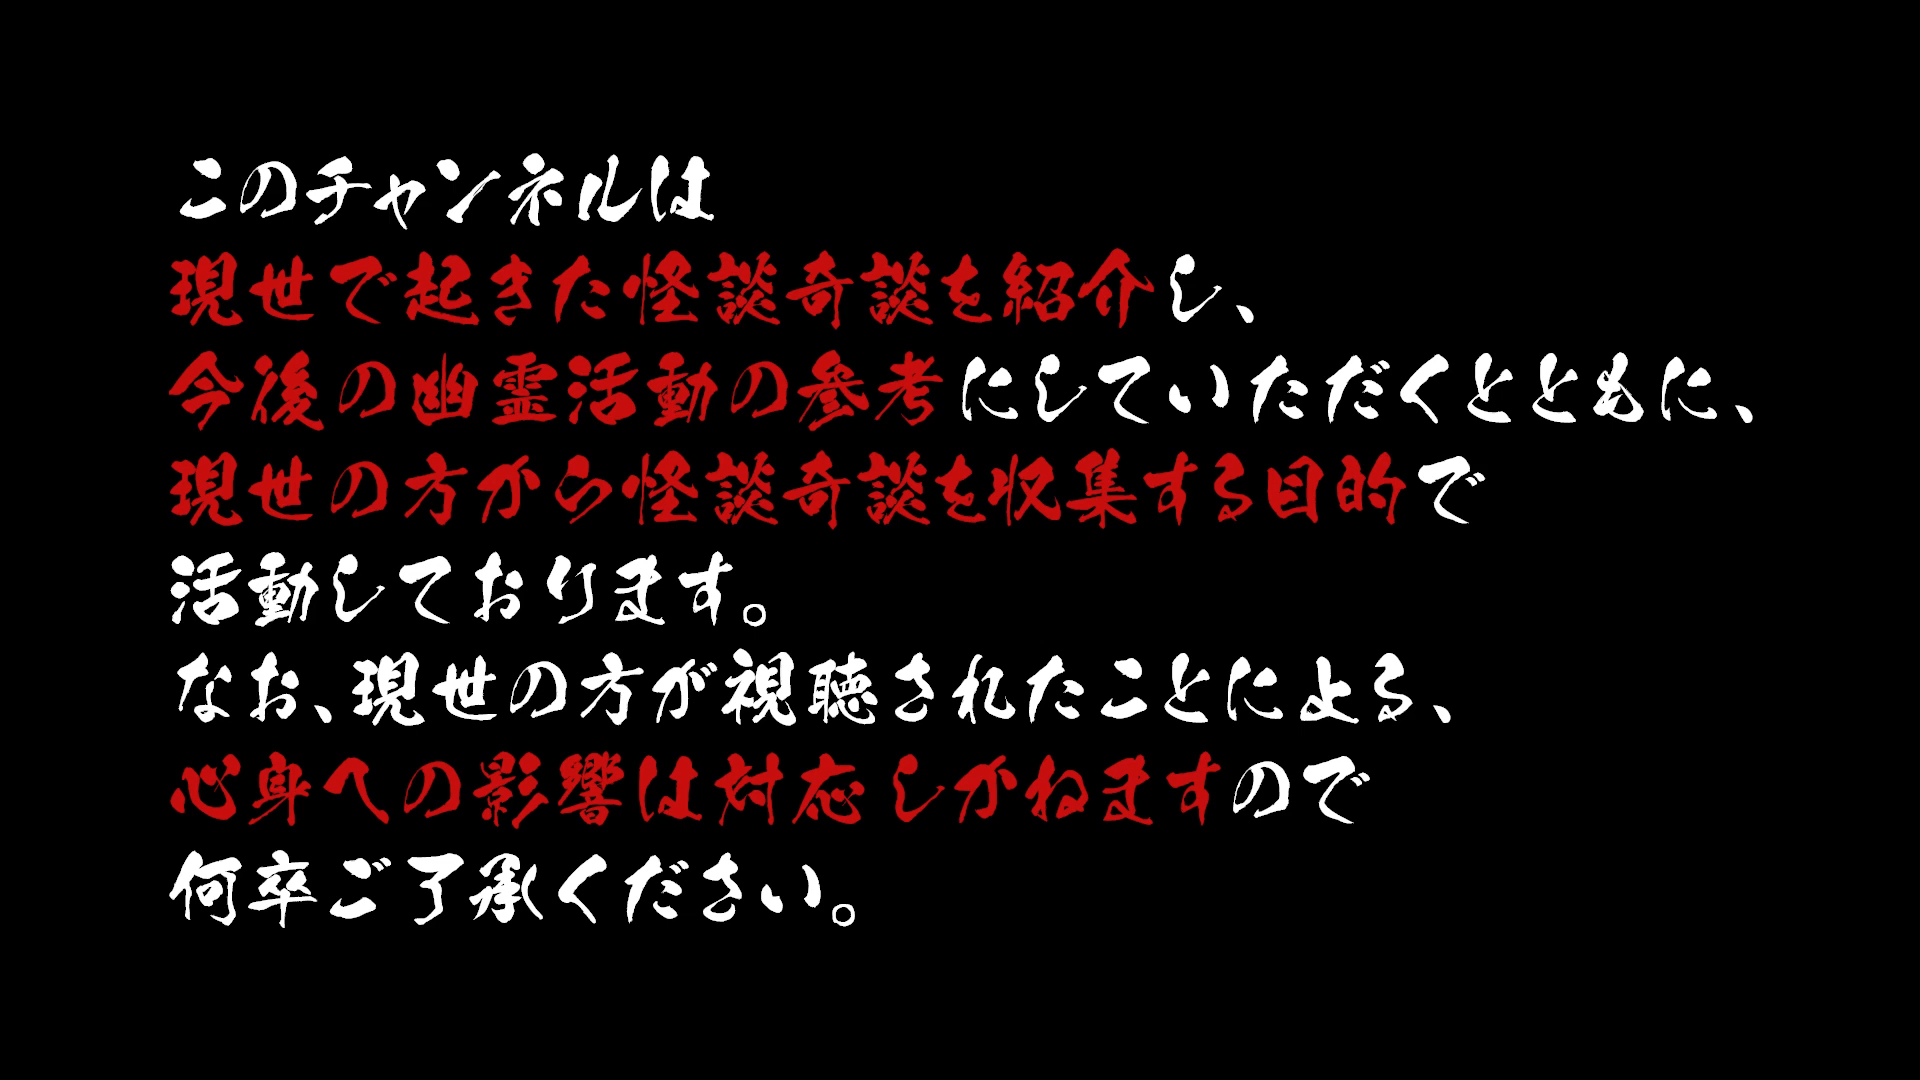 このチャンネルは
現世で起きた怪談奇談を紹介し、
今後の幽霊活動の参考にしていただくとともに、
現世の方から怪談奇談を収集する目的で
活動しております。
なお、現世の方が視聴されたことによる、
心身への影響は対応しかねますので
何卒ご了承ください。